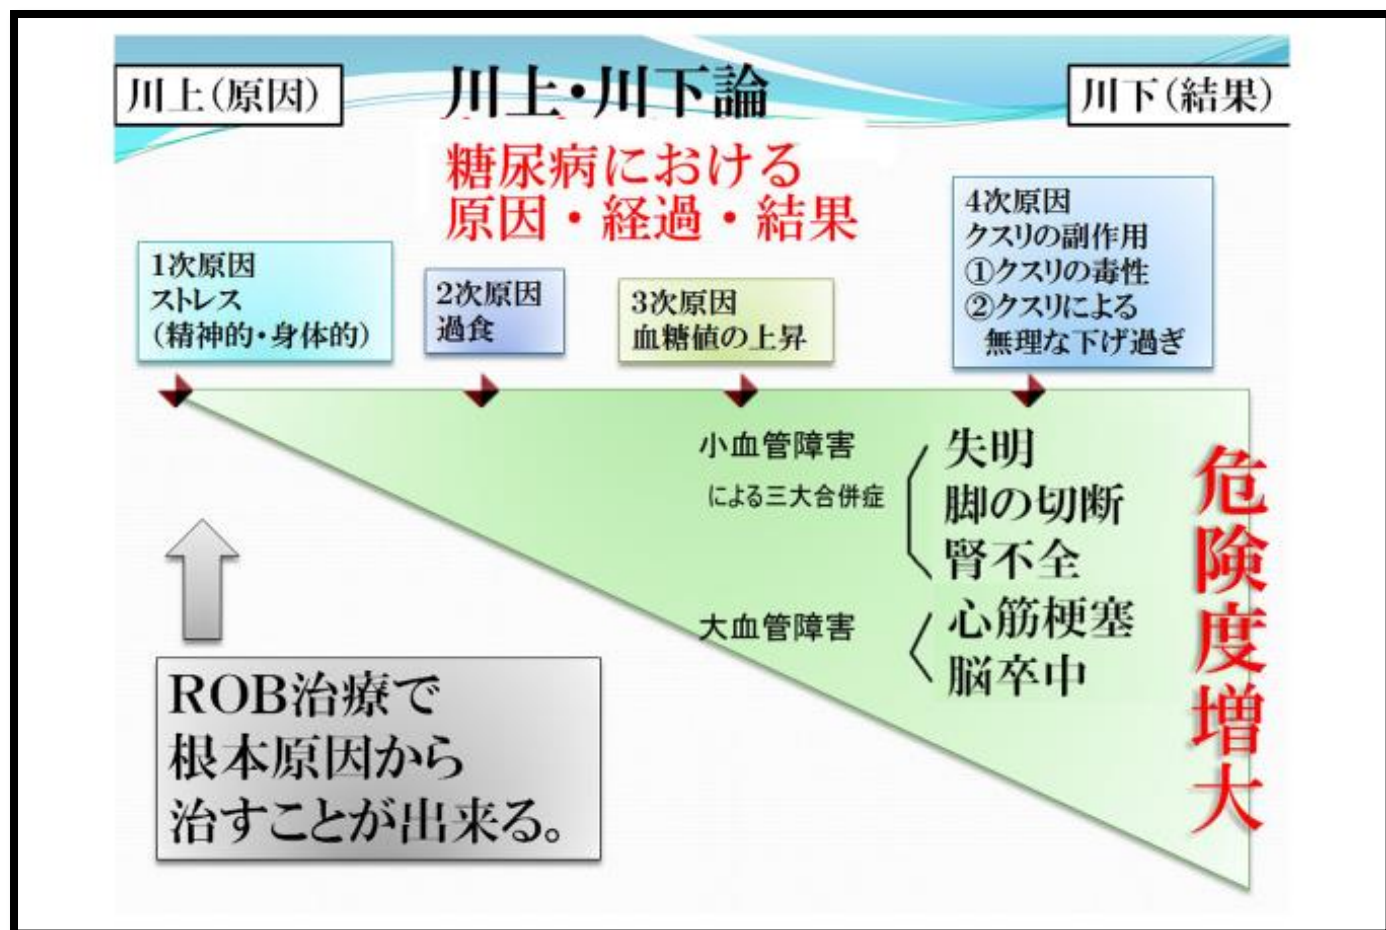 川上(原因)
川上・川下論
川下(結果)
糖尿病における
原因・経過・結果
1次原因
ストレス
(精神的・身体的)
2次原因
過食
3次原因
血糖値の上昇
4次原因
クスリの副作用
①クスリの毒性
②クスリによる
無理な下げ過ぎ
小血管障害
による三大合併症
失明
脚の切断
腎不全
大血管障害
心筋梗塞
脳卒中
危険度増大
ROB治療で
根本原因から
治すことが出来る。